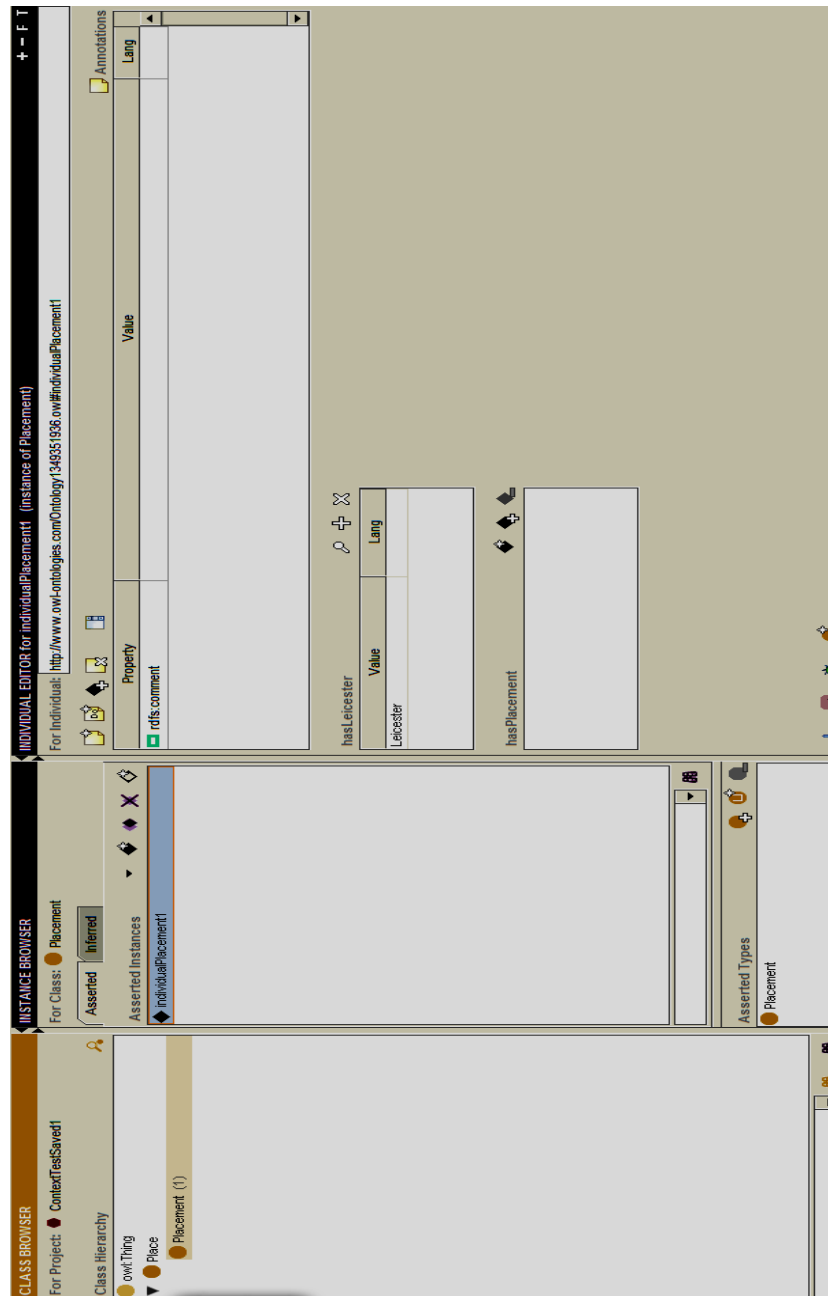 CLASS BROWSER
For Project: ContextTestSaved1
Class Hierarchy
owl:Thing
Place
Placement (1)
INSTANCE BROWSER
For Class: Placement
Asserted Inferred
Asserted Instances
individualPlacement1
Asserted Types
Placement
INDIVIDUAL EDITOR for individualPlacement1 (instance of Placement)
+ - F T
For Individual: http://www.owl-ontologies.com/Ontology1349351936.owl#individualPlacement1
Annotations
Property Value Lang
rdfs:comment
hasLeicester
Value Lang
Leicester
hasPlacement